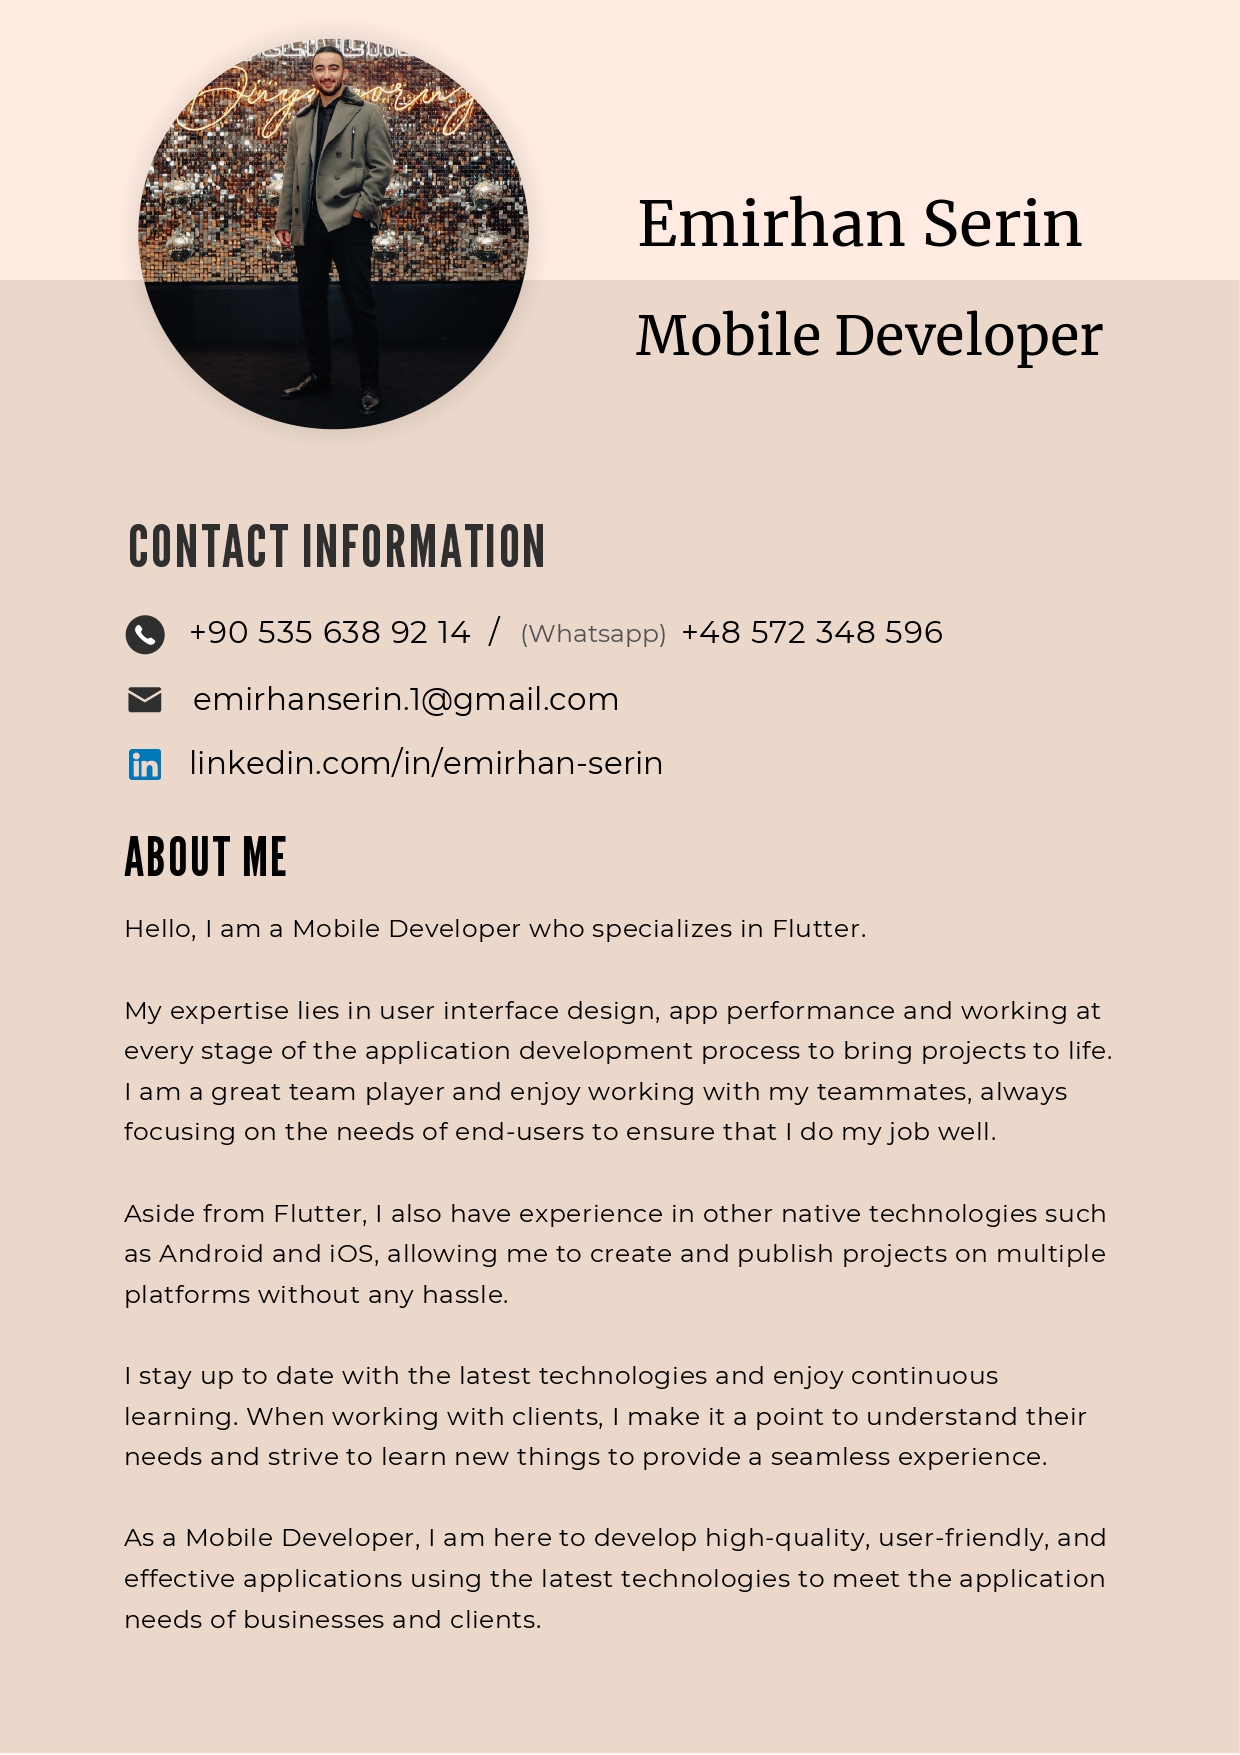 Emirhan Serin
Mobile Developer
CONTACT INFORMATION
+90 535 638 92 14 / (Whatsapp) +48 572 348 596
emirhanserin.1@gmail.com
in linkedin.com/in/emirhan-serin
ABOUT ME
Hello, I am a Mobile Developer who specializes in Flutter.
My expertise lies in user interface design, app performance and working at
every stage of the application development process to bring projects to life.
I am a great team player and enjoy working with my teammates, always
focusing on the needs of end-users to ensure that I do my job well.
Aside from Flutter, I also have experience in other native technologies such
as Android and iOS, allowing me to create and publish projects on multiple
platforms without any hassle.
I stay up to date with the latest technologies and enjoy continuous
learning. When working with clients, I make it a point to understand their
needs and strive to learn new things to provide a seamless experience.
As a Mobile Developer, I am here to develop high-quality, user-friendly, and
effective applications using the latest technologies to meet the application
needs of businesses and clients.